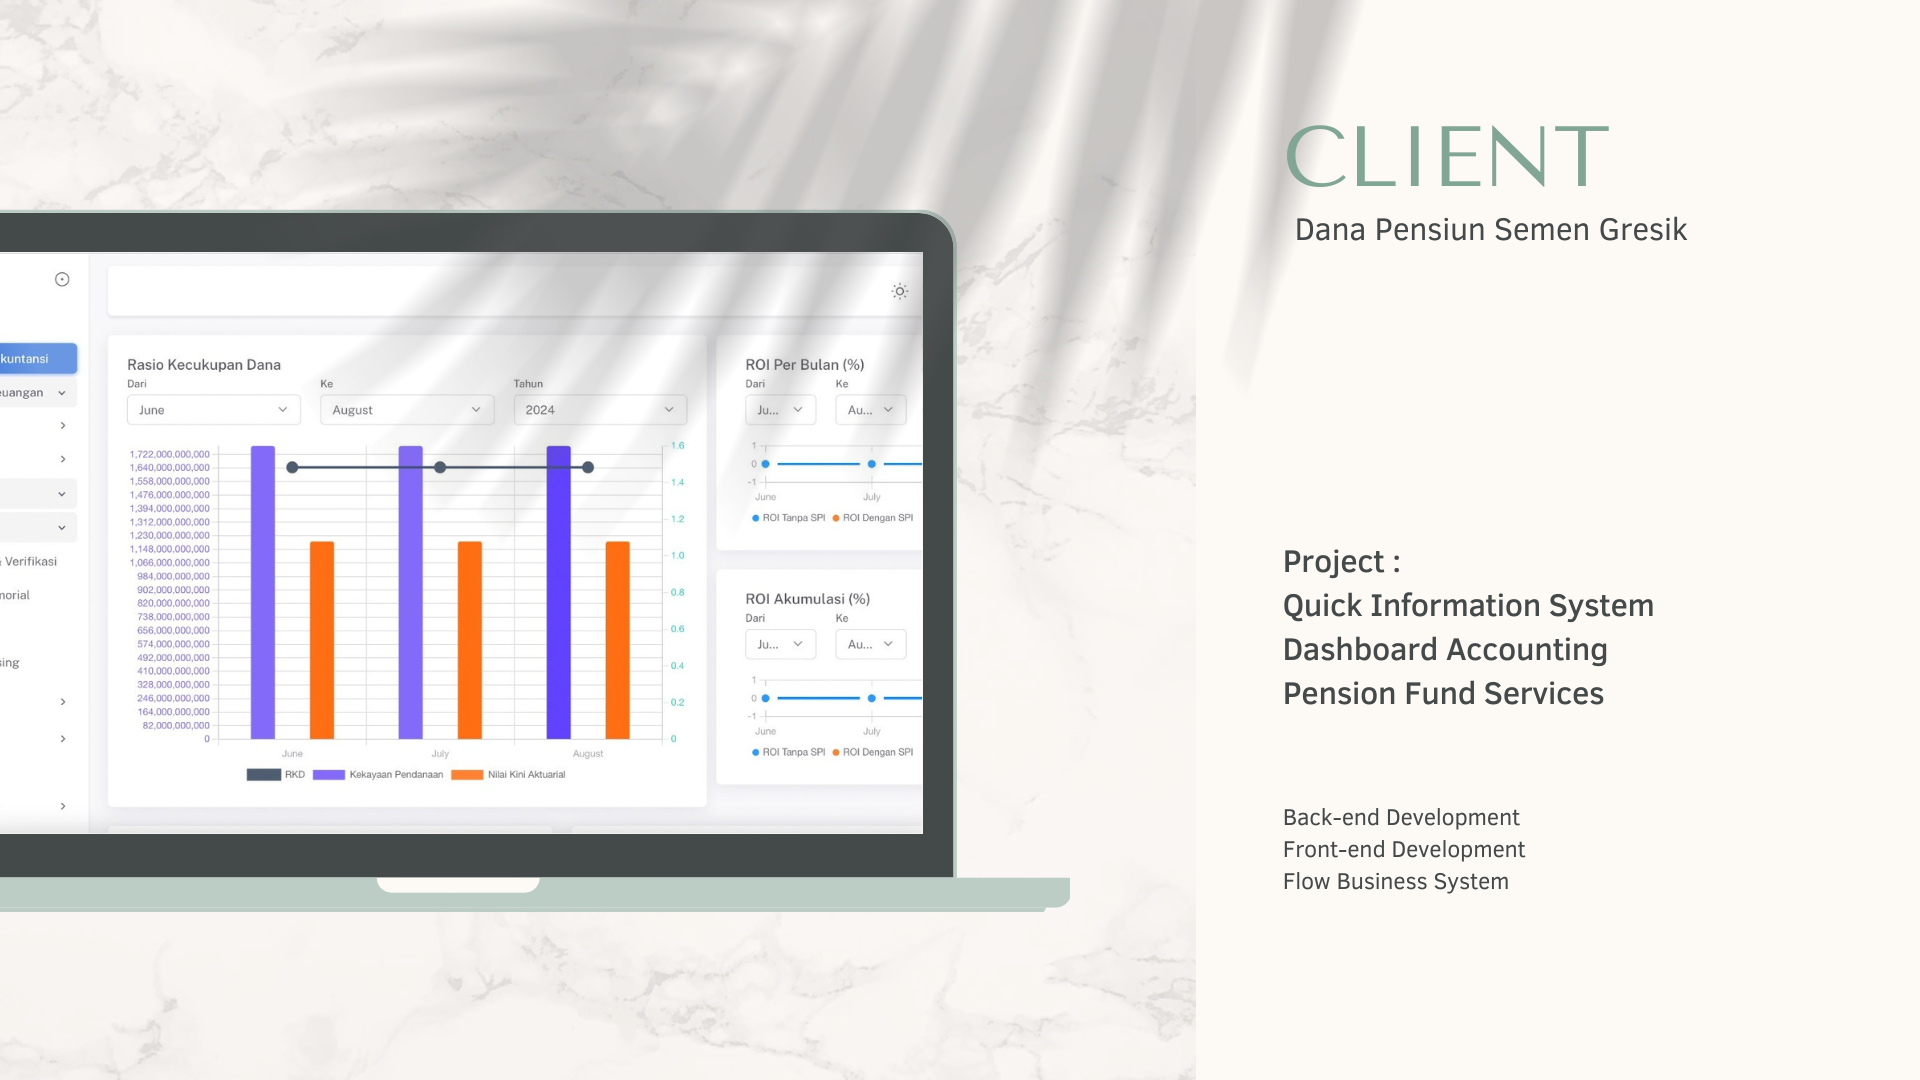 CLIENT
Dana Pensiun Semen Gresik
Project :
Quick Information System
Dashboard Accounting
Pension Fund Services
Back-end Development
Front-end Development
Flow Business System
kuntansi
euangan
Verifikasi
norial
sing
Rasio Kecukupan Dana
Dari Ke Tahun
June August 2024
1,722,000,000,000
1,640,000,000,000
1,558,000,000,000
1,476,000,000,000
1,394,000,000,000
1,312,000,000,000
1,230,000,000,000
1,148,000,000,000
1,066,000,000,000
984,000,000,000
902,000,000,000
820,000,000,000
738,000,000,000
656,000,000,000
574,000,000,000
492,000,000,000
410,000,000,000
328,000,000,000
246,000,000,000
164,000,000,000
82,000,000,000
0
1.6
1.4
1.2
1.0
0.8
0.6
0.4
0.2
0
June July August
RKD Kekayaan Pendanaan Nilai Kini Aktuarial
ROI Per Bulan (%)
Dari Ke
Ju... Au...
1
0
-1
June July
ROI Tanpa SPI ROI Dengan SPI
ROI Akumulasi (%)
Dari Ke
Ju... Au...
1
0
-1
June July
ROI Tanpa SPI ROI Dengan SPI